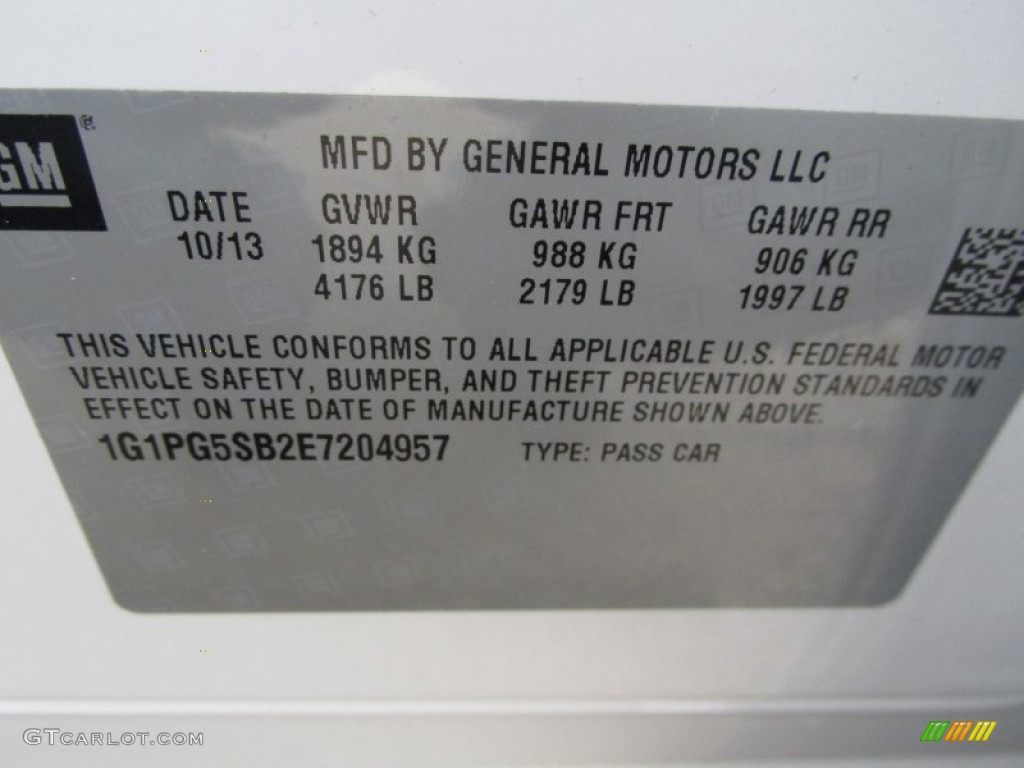 GM
MFD BY GENERAL MOTORS LLC
DATE GVWR GAWR FRT GAWR RR
10/13 1894 KG 988 KG 906 KG
4176 LB 2179 LB 1997 LB
THIS VEHICLE CONFORMS TO ALL APPLICABLE U.S. FEDERAL MOTOR
VEHICLE SAFETY, BUMPER, AND THEFT PREVENTION STANDARDS IN
EFFECT ON THE DATE OF MANUFACTURE SHOWN ABOVE.
1G1PG5SB2E7204957 TYPE: PASS CAR
GTCARLOT.COM